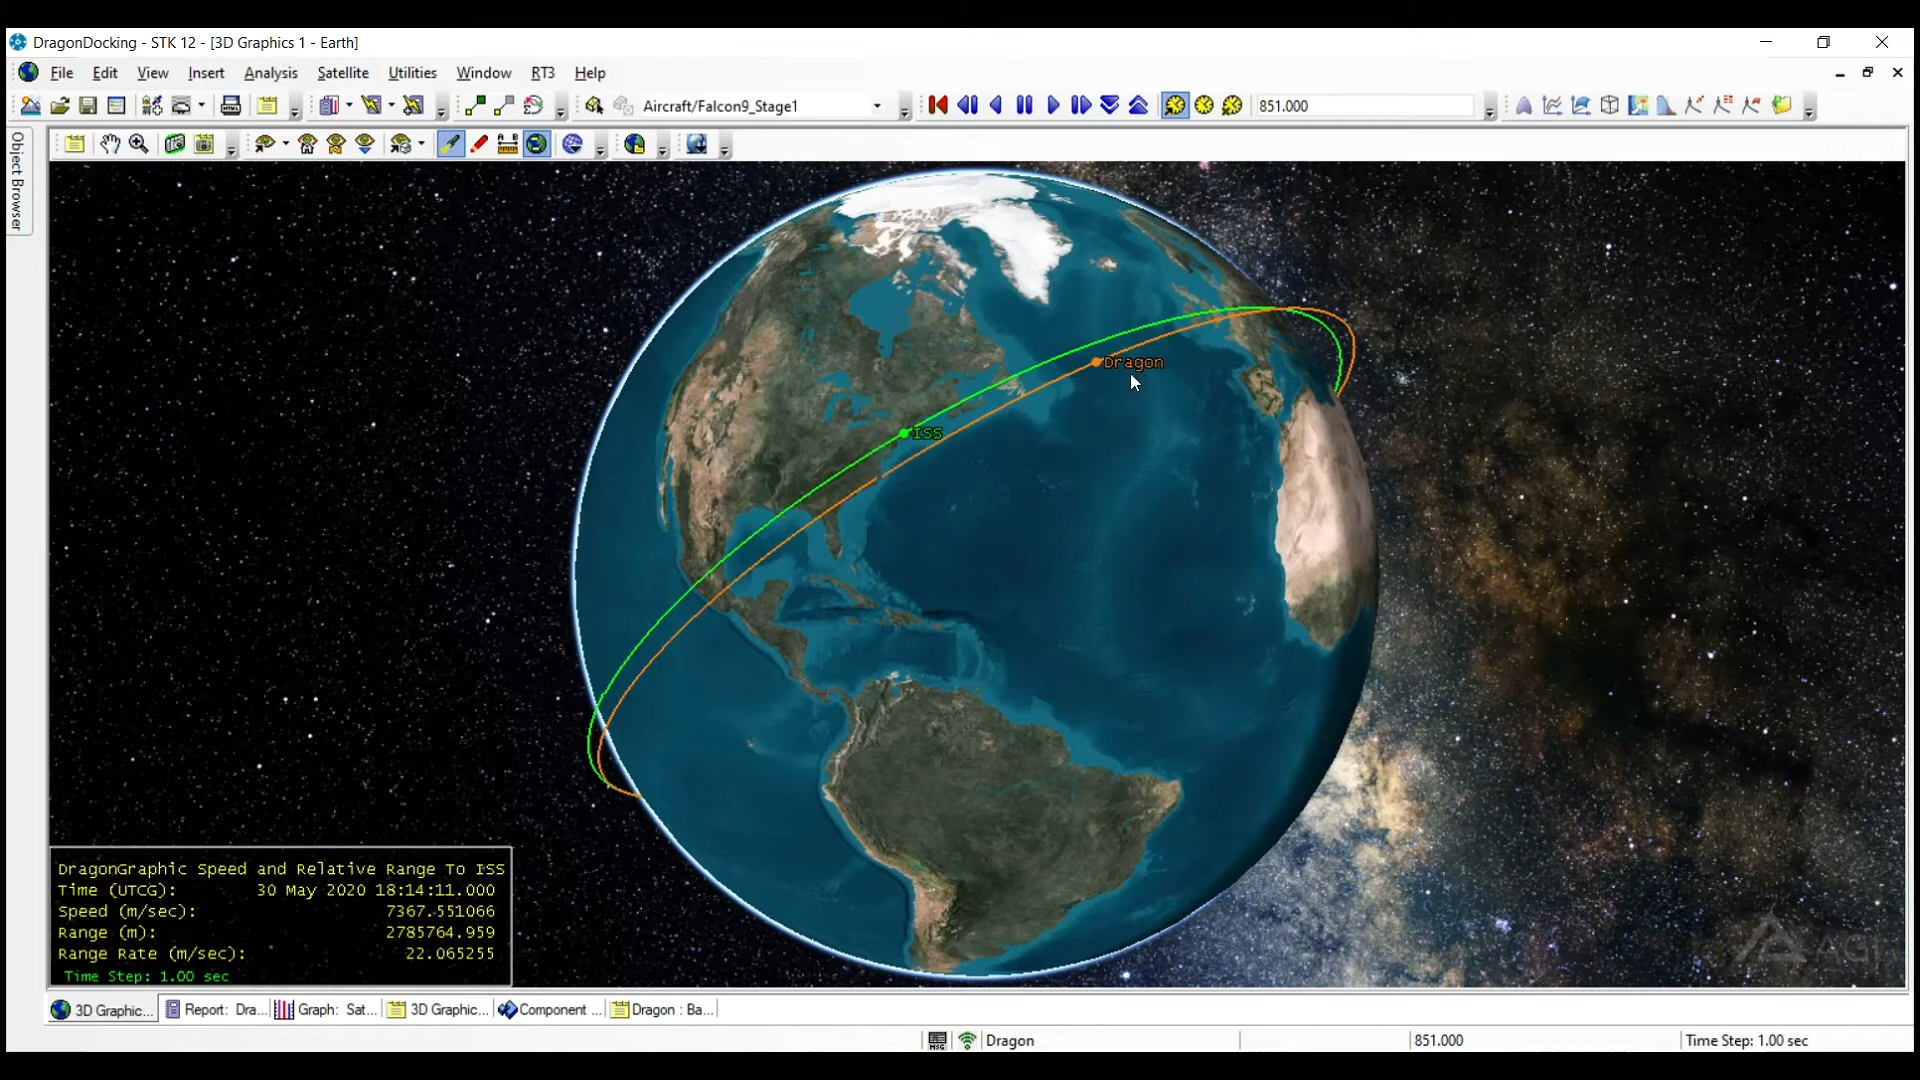 DragonDocking - STK 12 - [3D Graphics 1 - Earth]
File Edit View Insert Analysis Satellite Utilities Window RT3 Help
Aircraft/Falcon9_Stage1
851.000
Object Browser
Dragon
ISS
DragonGraphic Speed and Relative Range To ISS
Time (UTCG): 30 May 2020 18:14:11.000
Speed (m/sec): 7367.551066
Range (m): 2785764.959
Range Rate (m/sec): 22.065255
Time Step: 1.00 sec
AGI
3D Graphic... Report: Dra... Graph: Sat... 3D Graphic... Component ... Dragon : Ba...
MSG Dragon 851.000 Time Step: 1.00 sec